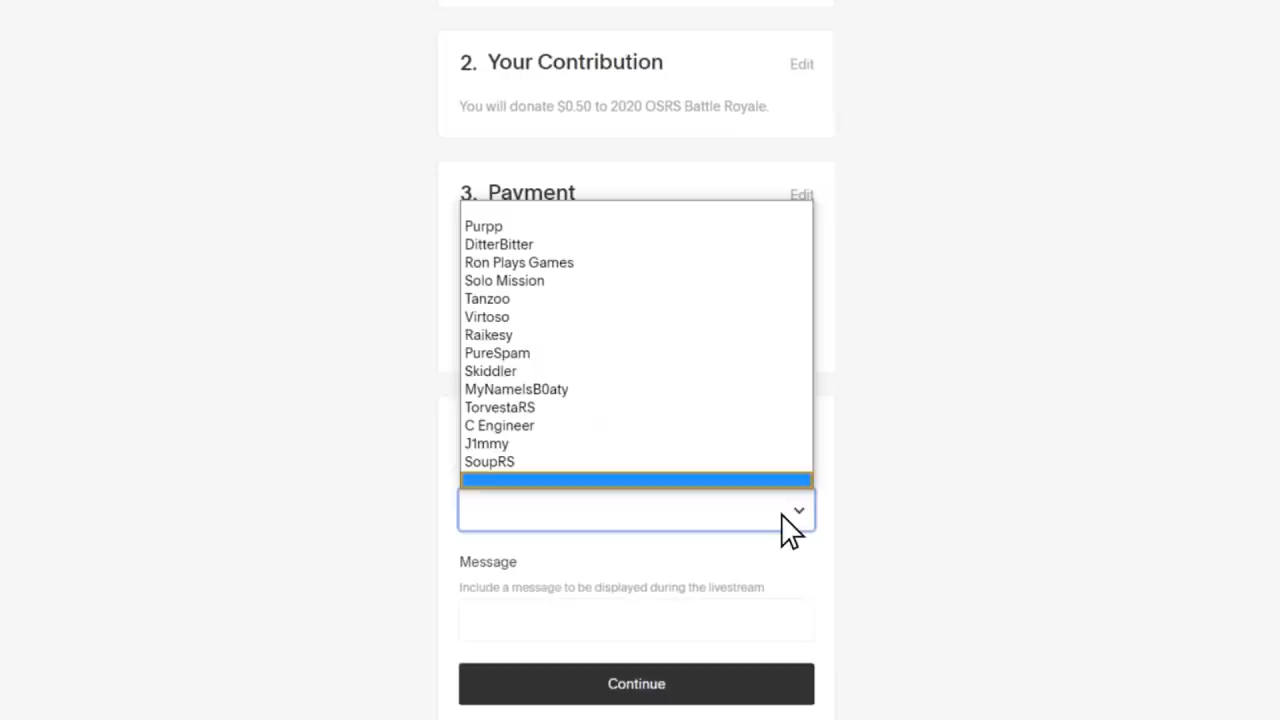 2. Your Contribution
Edit
You will donate $0.50 to 2020 OSRS Battle Royale.
3. Payment
Edit
Purpp
DitterBitter
Ron Plays Games
Solo Mission
Tanzoo
Virtoso
Raikesy
PureSpam
Skiddler
MyNameIsB0aty
TorvestaRS
C Engineer
J1mmy
SoupRS
Message
Include a message to be displayed during the livestream
Continue